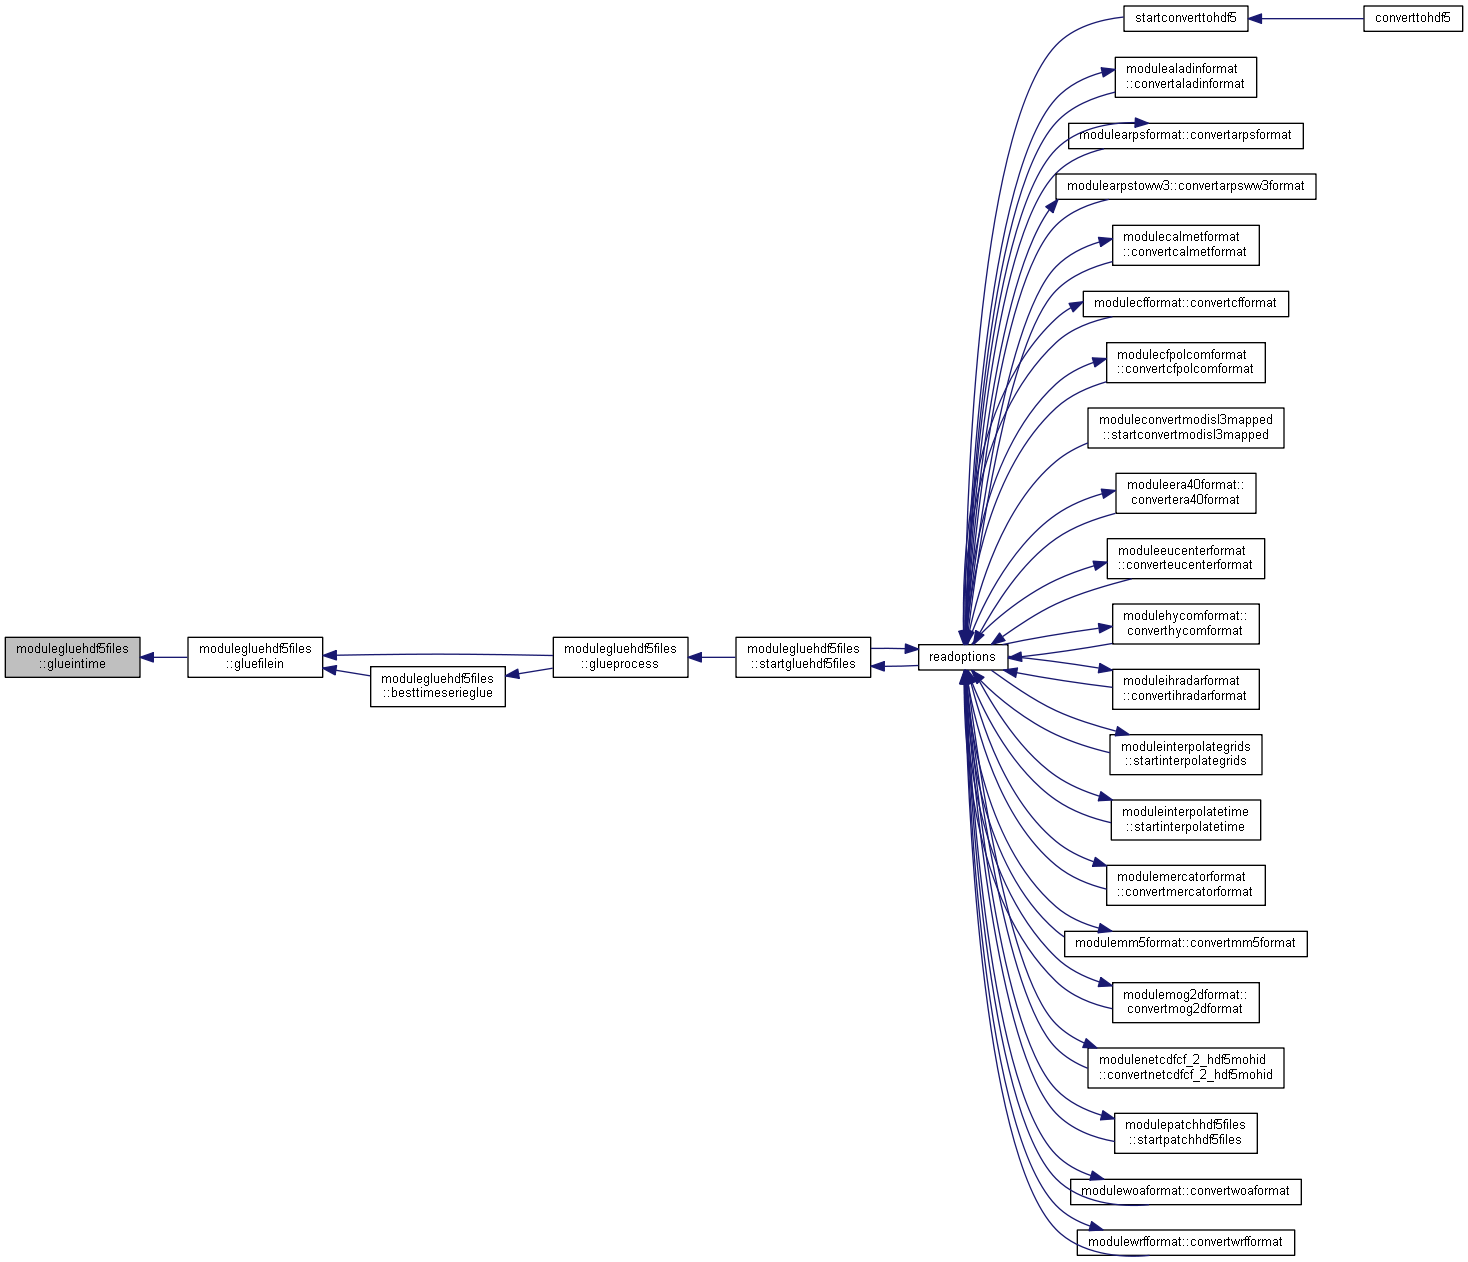 modulegluehdf5files
::glueintime
modulegluehdf5files
::gluefilein
modulegluehdf5files
::besttimeserieglue
modulegluehdf5files
::glueprocess
modulegluehdf5files
::startgluehdf5files
readoptions
startconverttohdf5
converttohdf5
modulealadinformat
::convertaladinformat
modulearpsformat::convertarpsformat
modulearpstoww3::convertarpsww3format
modulecalmetformat
::convertcalmetformat
modulecfformat::convertcfformat
modulecfpolcomformat
::convertcfpolcomformat
moduleconvertmodisl3mapped
::startconvertmodisl3mapped
moduleera40format::
convertera40format
moduleeucenterformat
::converteucenterformat
modulehycomformat::
converthycomformat
moduleihradarformat
::convertihradarformat
moduleinterpolategrids
::startinterpolategrids
moduleinterpolatetime
::startinterpolatetime
modulemercatorformat
::convertmercatorformat
modulemm5format::convertmm5format
modulemog2dformat::
convertmog2dformat
modulenetcdfcf_2_hdf5mohid
::convertnetcdfcf_2_hdf5mohid
modulepatchhdf5files
::startpatchhdf5files
modulewoaformat::convertwoaformat
modulewrfformat::convertwrfformat